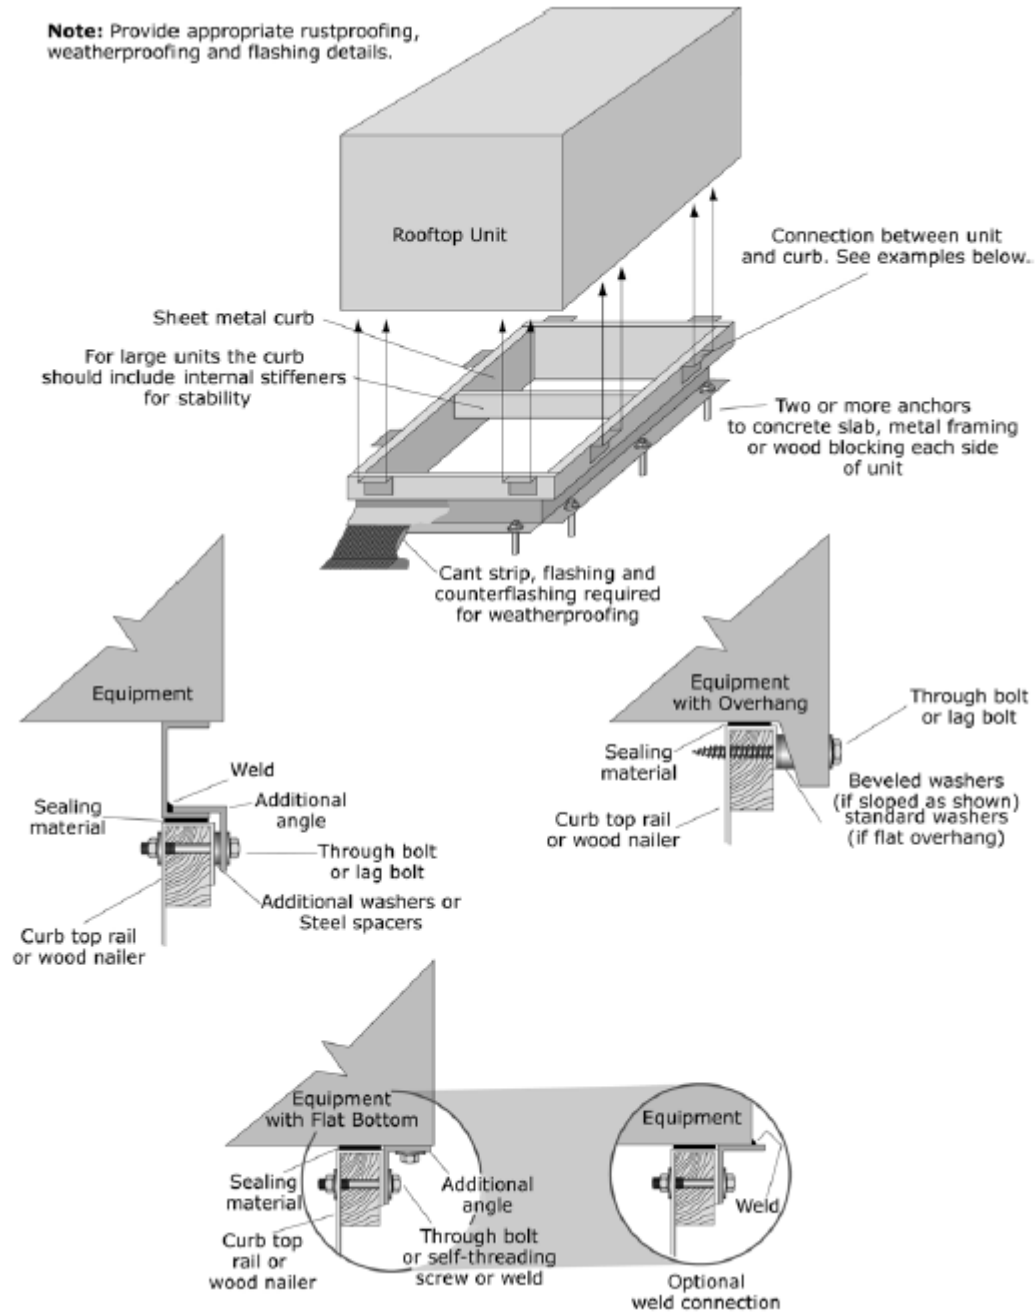 Note: Provide appropriate rustproofing,
weatherproofing and flashing details.
Rooftop Unit
Connection between unit
and curb. See examples below.
Sheet metal curb
For large units the curb
should include internal stiffeners
for stability
Two or more anchors
to concrete slab, metal framing
or wood blocking each side
of unit
Cant strip, flashing and
counterflashing required
for weatherproofing
Equipment
Weld
Sealing
material
Additional
angle
Through bolt
or lag bolt
Additional washers or
Steel spacers
Curb top rail
or wood nailer
Equipment
with Overhang
Through bolt
or lag bolt
Sealing
material
Beveled washers
(if sloped as shown)
standard washers
(if flat overhang)
Curb top rail
or wood nailer
Equipment
with Flat Bottom
Sealing
material
Additional
angle
Curb top
rail or
wood nailer
Through bolt
or self-threading
screw or weld
Equipment
Weld
Optional
weld connection